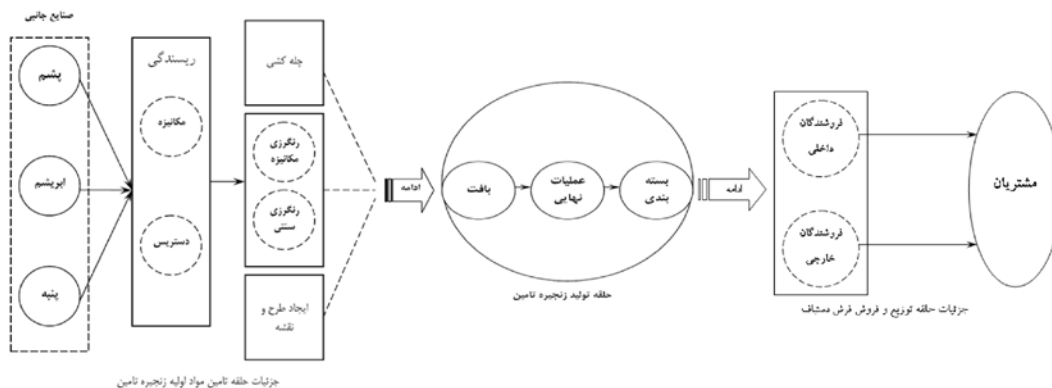 صنایع جانبی
پشم
ابریشم
پنبه
ریسندگی
مکانیزه
دستریس
چله کشی
رنگرزی
مکانیزه
رنگرزی
سنتی
ایجاد طرح و
نقشه
جزئیات حلقه تامین مواد اولیه زنجیره تامین
ادامه
بافت
عملیات
نهایی
بسته
بندی
حلقه تولید زنجیره تامین
ادامه
فروشندگان
داخلی
فروشندگان
خارجی
جزئیات حلقه توزیع و فروش فرش دستباف
مشتریان